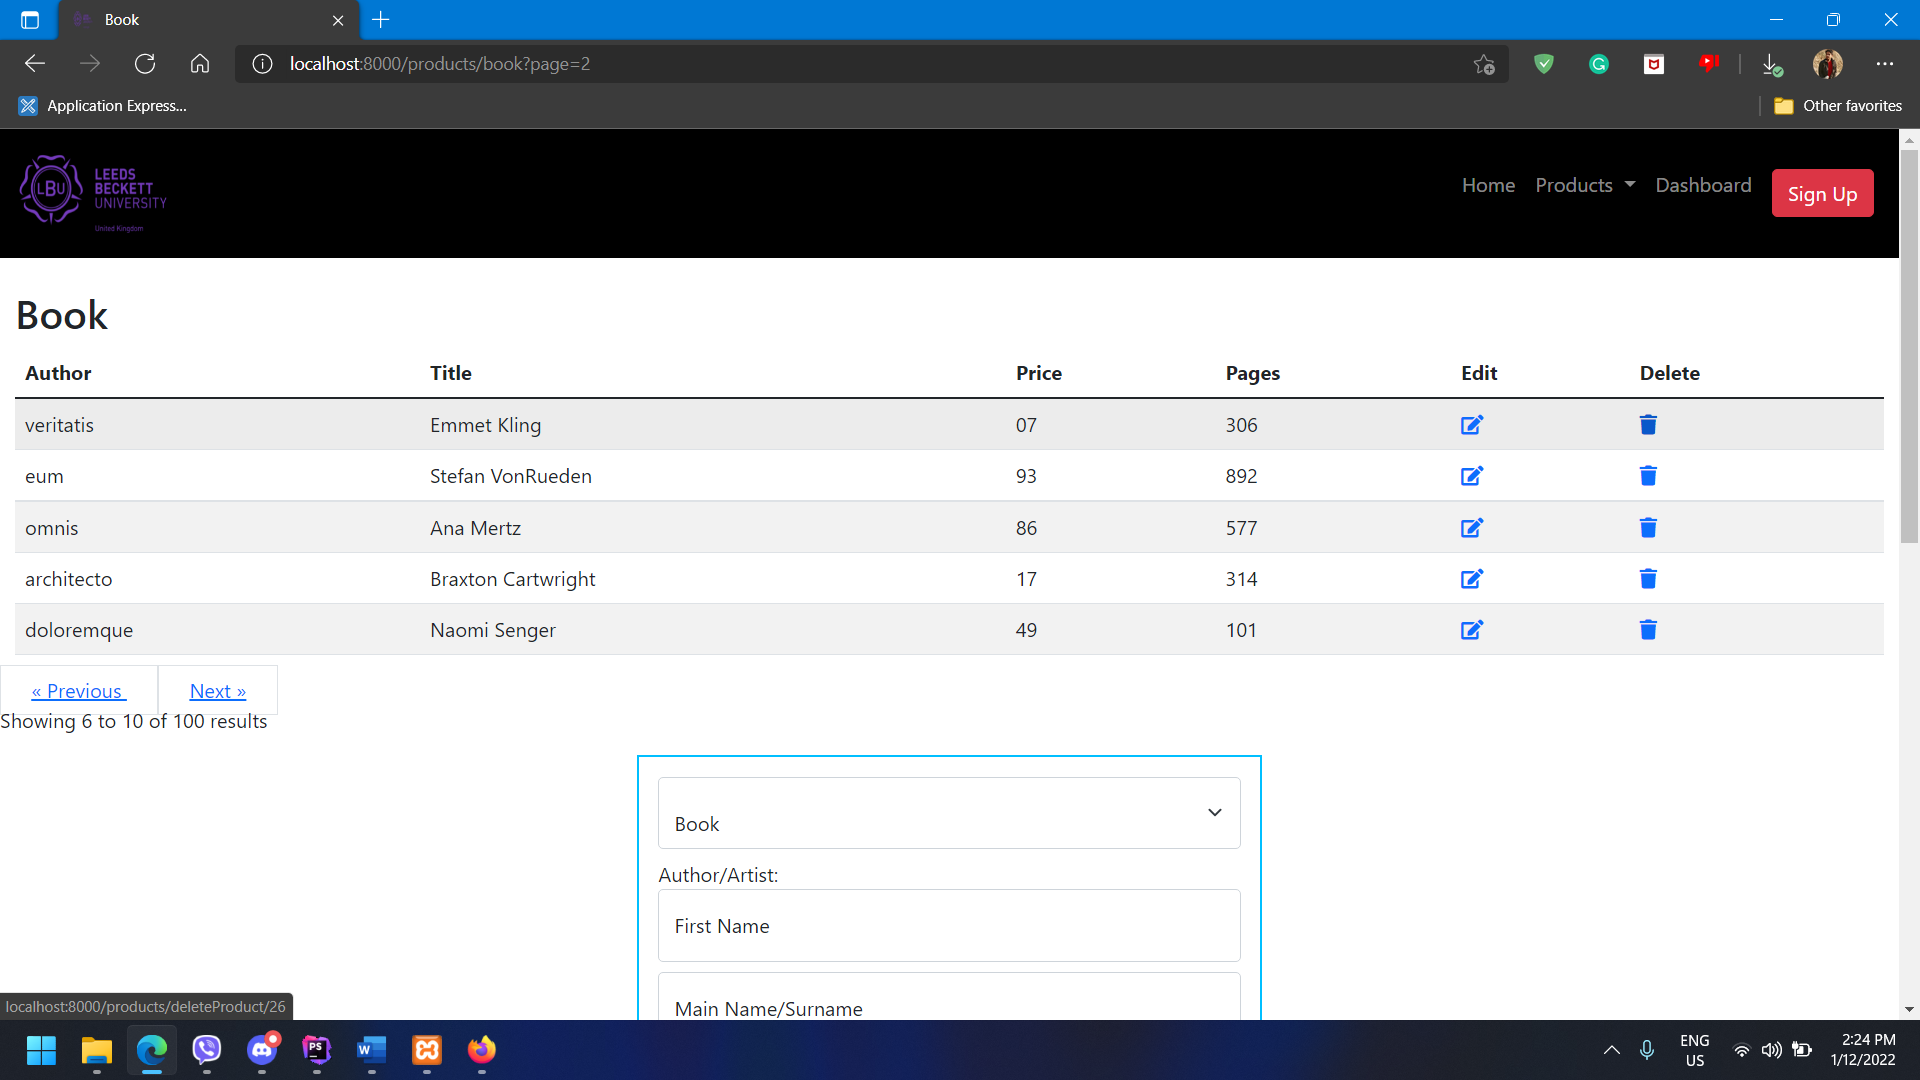 Book
localhost:8000/products/book?page=2
Application Express...
Other favorites
LBU
LEEDS
BECKETT
UNIVERSITY
United Kingdom
Home Products Dashboard Sign Up
Book
Author Title Price Pages Edit Delete
veritatis Emmet Kling 07 306
eum Stefan VonRueden 93 892
omnis Ana Mertz 86 577
architecto Braxton Cartwright 17 314
doloremque Naomi Senger 49 101
« Previous Next »
Showing 6 to 10 of 100 results
Book
Author/Artist:
First Name
Main Name/Surname
localhost:8000/products/deleteProduct/26
ENG
US
2:24 PM
1/12/2022